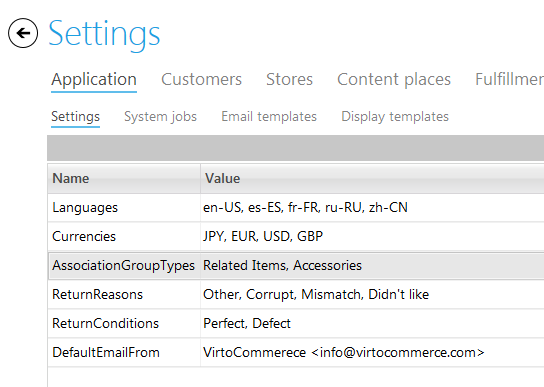 Settings
Application Customers Stores Content places Fulfillmer
Settings System jobs Email templates Display templates
Name Value
Languages en-US, es-ES, fr-FR, ru-RU, zh-CN
Currencies JPY, EUR, USD, GBP
AssociationGroupTypes Related Items, Accessories
ReturnReasons Other, Corrupt, Mismatch, Didn't like
ReturnConditions Perfect, Defect
DefaultEmailFrom VirtoCommerece <info@virtocommerce.com>